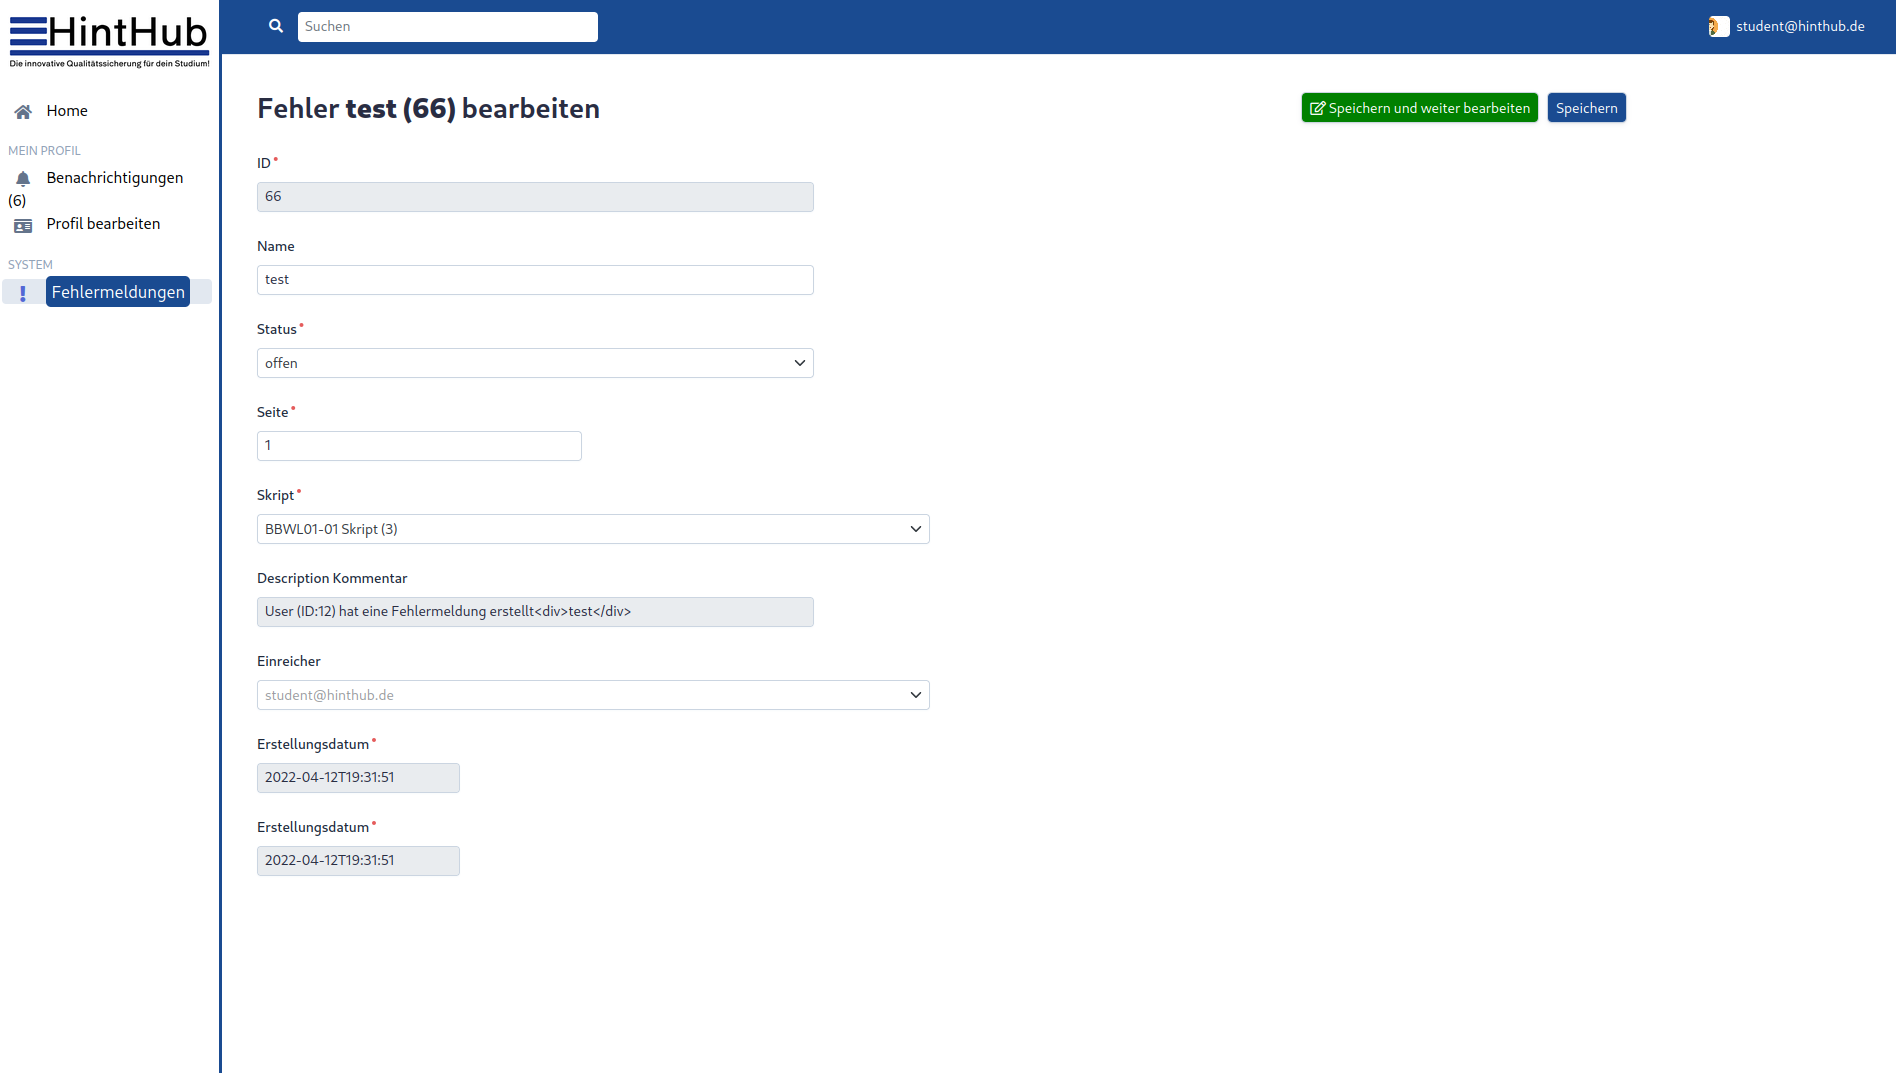 HintHub
Die innovative Qualitätssicherung für dein Studium!
Suchen
student@hinthub.de
Home
MEIN PROFIL
Benachrichtigungen
(6)
Profil bearbeiten
SYSTEM
Fehlermeldungen
Fehler test (66) bearbeiten
Speichern und weiter bearbeiten
Speichern
ID
66
Name
test
Status
offen
Seite
1
Skript
BBWL01-01 Skript (3)
Description Kommentar
User (ID:12) hat eine Fehlermeldung erstellt<div>test</div>
Einreicher
student@hinthub.de
Erstellungsdatum
2022-04-12T19:31:51
Erstellungsdatum
2022-04-12T19:31:51